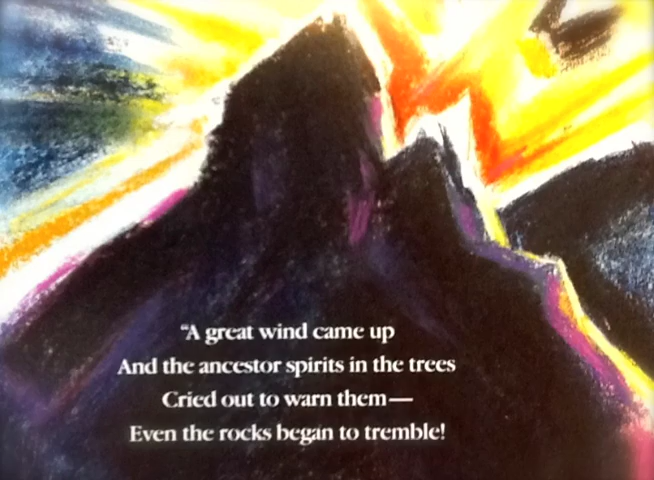 “A great wind came up
And the ancestor spirits in the trees
Cried out to warn them—
Even the rocks began to tremble!